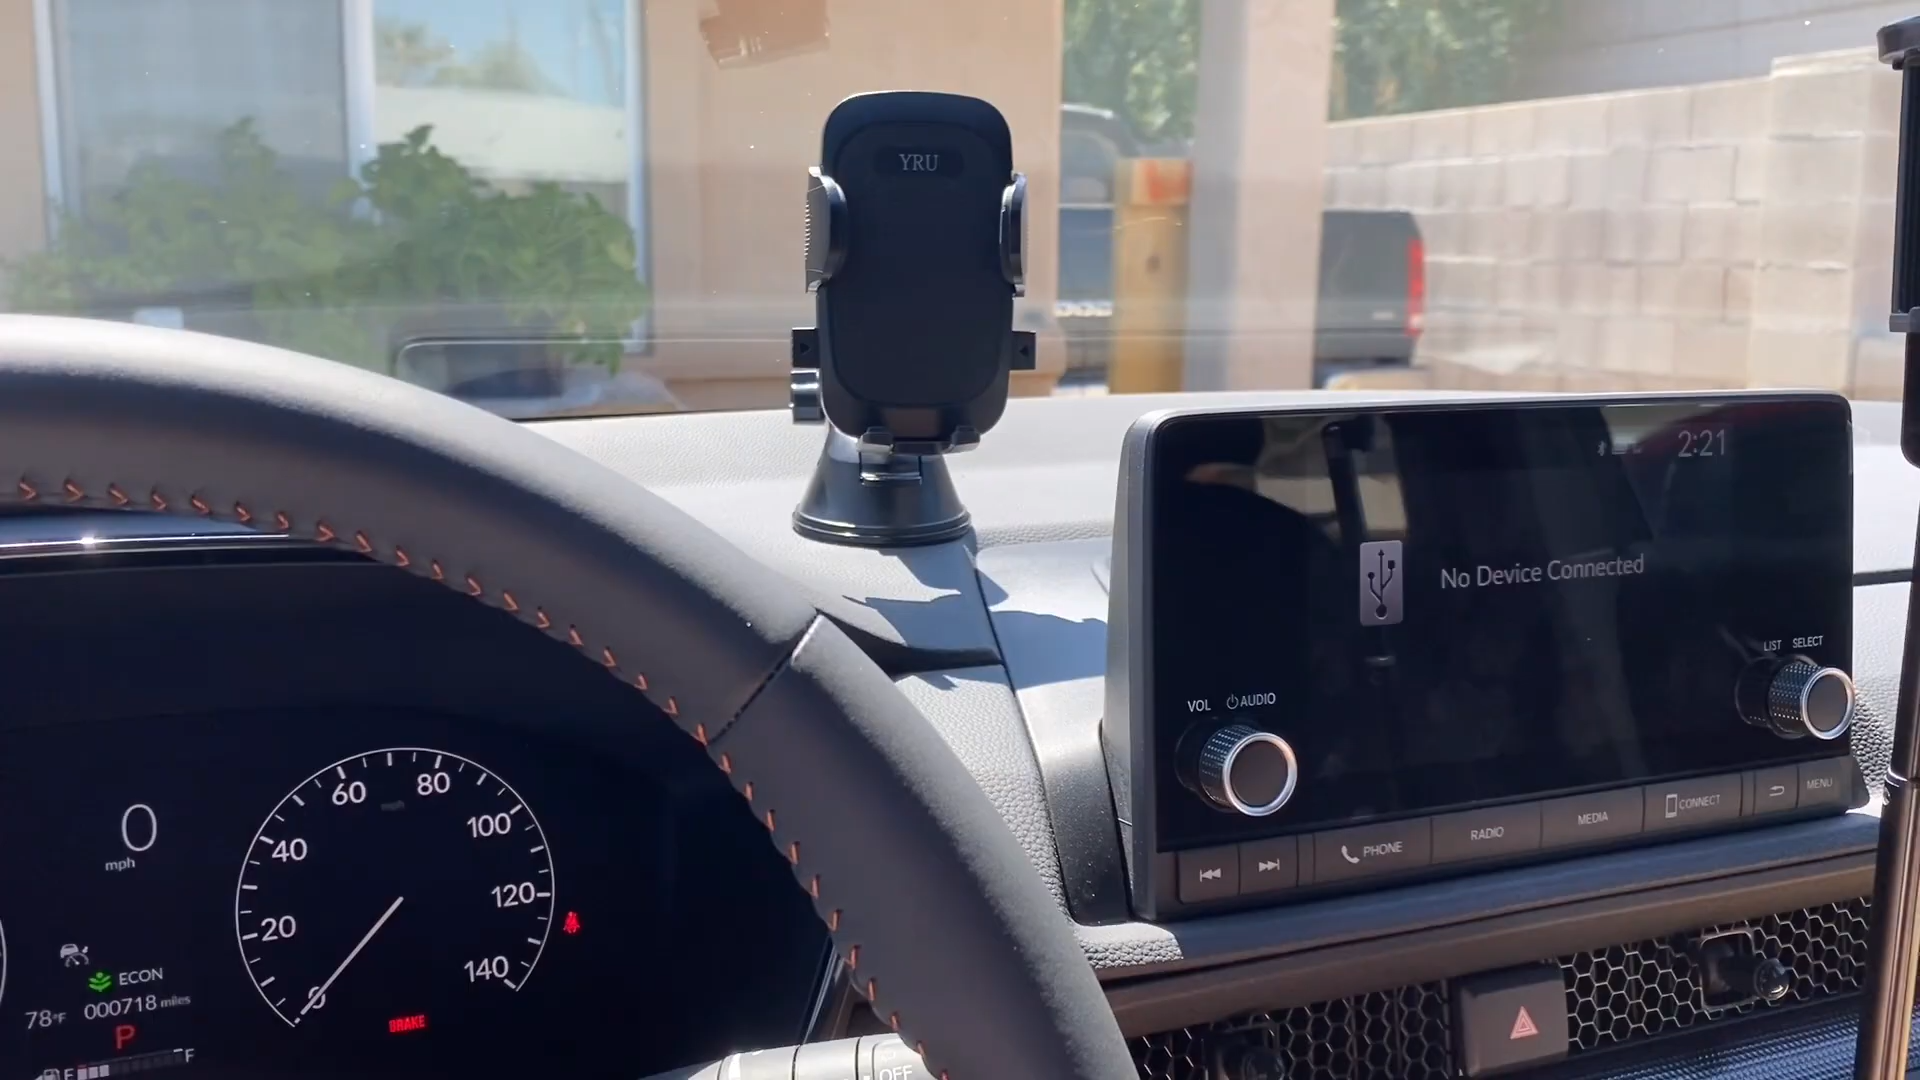 YRU
2:21
No Device Connected
LIST SELECT
VOL AUDIO
PHONE
RADIO
MEDIA
CONNECT
MENU
0
mph
60
80
mph
40
100
20
120
0
140
ECON
78°F
000718 miles
P
BRAKE
E
F
OFF